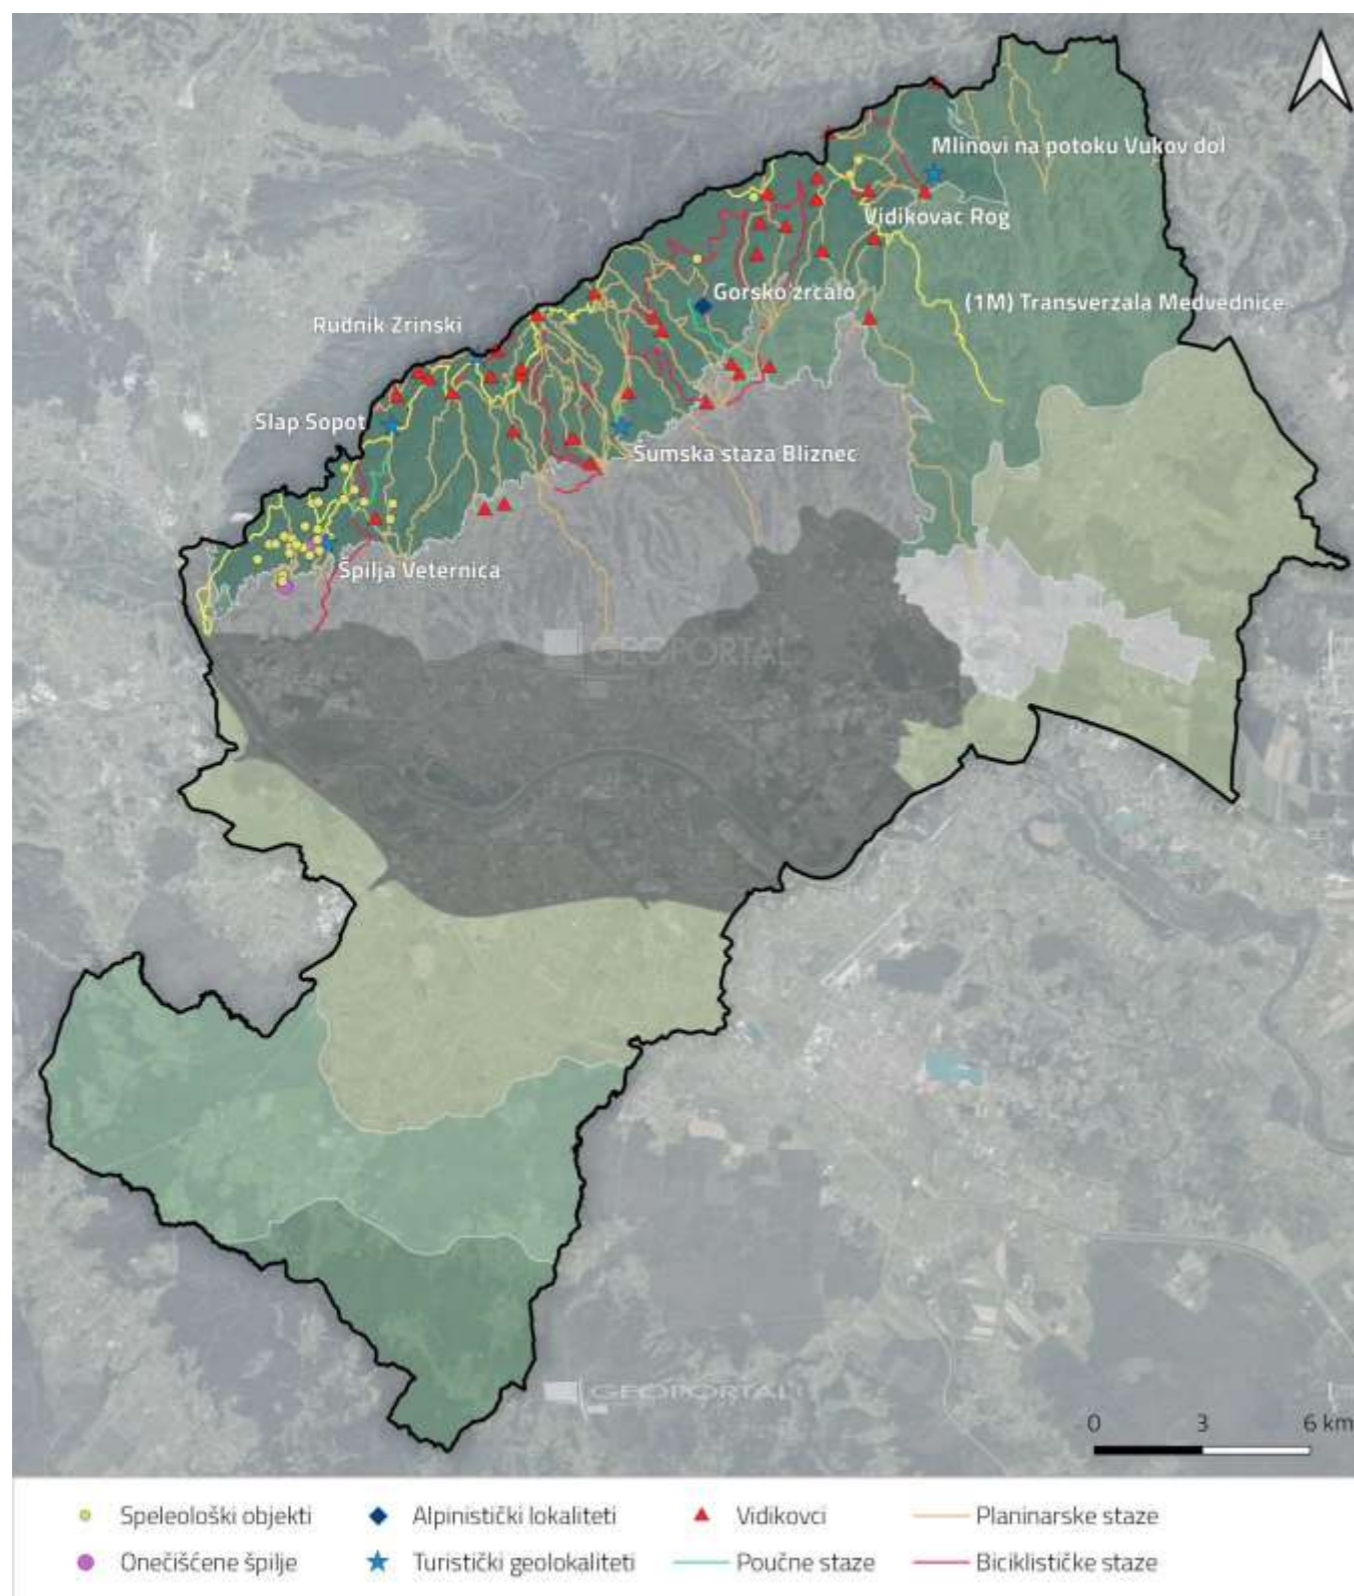 Mlinovi na potoku Vukov dol
Vidikovac Rog
Gorsko zrcalo
(1M) Transverzala Medvednice
Rudnik Zrinski
Slap Sopot
Šumska staza Bliznec
Špilja Veternica
GEOPORTAL
GEOPORTAL
0 3 6 km
Speleološki objekti
Alpinistički lokaliteti
Vidikovci
Planinarske staze
Onečišćene špilje
Turistički geolokaliteti
Poučne staze
Biciklističke staze